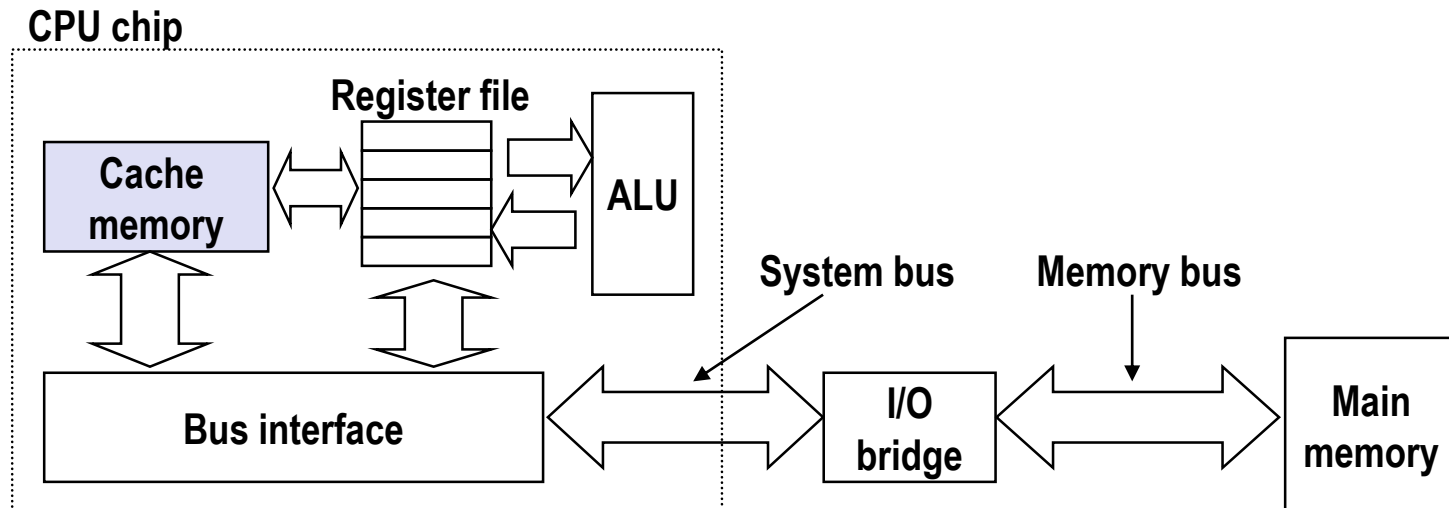 CPU chip
Register file
Cache
memory
ALU
System bus
Memory bus
Bus interface
I/O
bridge
Main
memory